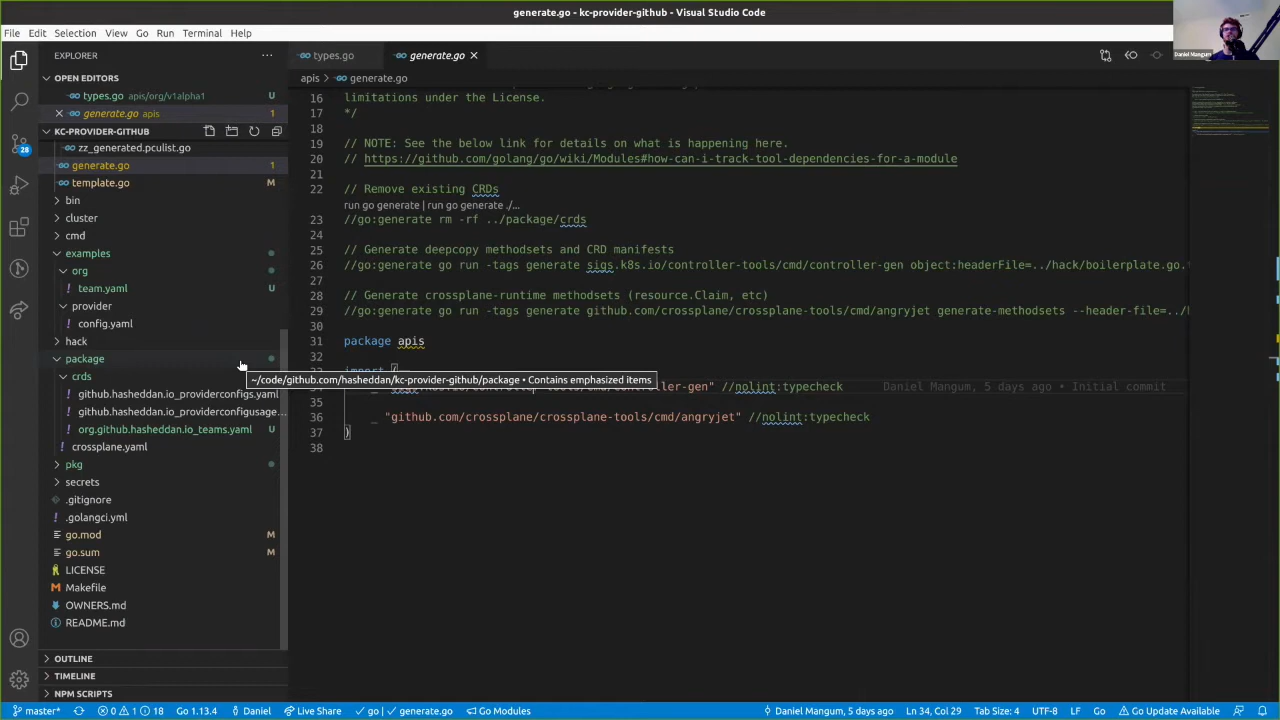 generate.go - kc-provider-github - Visual Studio Code
File Edit Selection View Go Run Terminal Help
Daniel Mangum
EXPLORER
types.go
generate.go
OPEN EDITORS
types.go apis/org/v1alpha1 U
generate.go apis 1
KC-PROVIDER-GITHUB
zz_generated.pculist.go
generate.go 1
template.go M
bin
cluster
cmd
examples
org
team.yaml U
provider
config.yaml
hack
package
crds
github.hasheddan.io_providerconfigs.yaml
github.hasheddan.io_providerconfigusage...
org.github.hasheddan.io_teams.yaml U
crossplane.yaml
pkg
secrets
.gitignore
.golangci.yml
go.mod M
go.sum M
LICENSE
Makefile
OWNERS.md
README.md
OUTLINE
TIMELINE
NPM SCRIPTS
28
apis > generate.go
16 limitations under the License.
17 */
18
19 // NOTE: See the below link for details on what is happening here.
20 // https://github.com/golang/go/wiki/Modules#how-can-i-track-tool-dependencies-for-a-module
21
22 // Remove existing CRDs
run go generate | run go generate ./...
23 //go:generate rm -rf ../package/crds
24
25 // Generate deepcopy methodsets and CRD manifests
26 //go:generate go run -tags generate sigs.k8s.io/controller-tools/cmd/controller-gen object:headerFile=../hack/boilerplate.go.
27
28 // Generate crossplane-runtime methodsets (resource.Claim, etc)
29 //go:generate go run -tags generate github.com/crossplane/crossplane-tools/cmd/angryjet generate-methodsets --header-file=../
30
31 package apis
32
import (
~/code/github.com/hasheddan/kc-provider-github/package • Contains emphasized items
-gen" //nolint:typecheck Daniel Mangum, 5 days ago • Initial commit
35
36 _ "github.com/crossplane/crossplane-tools/cmd/angryjet" //nolint:typecheck
37 )
38
master* 0 1 18 Go 1.13.4 Daniel Live Share go | generate.go Go Modules Daniel Mangum, 5 days ago Ln 34, Col 29 Tab Size: 4 UTF-8 LF Go Go Update Available